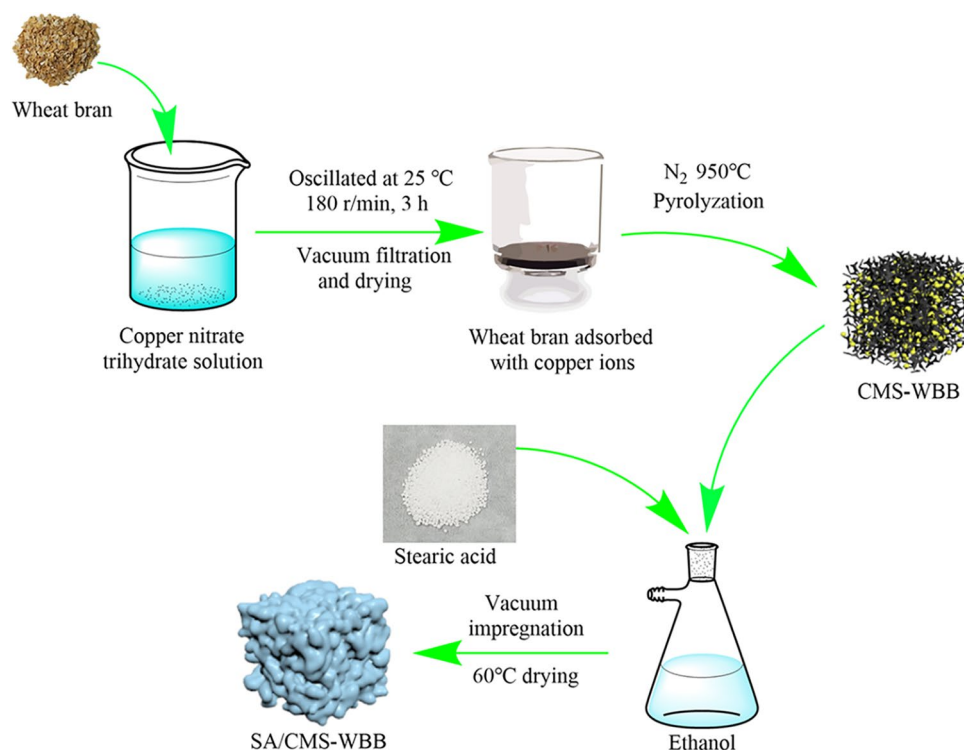 Wheat bran
Oscillated at 25 ℃
180 r/min, 3 h
Vacuum filtration
and drying
N₂ 950℃
Pyrolyzation
Copper nitrate
trihydrate solution
Wheat bran adsorbed
with copper ions
CMS-WBB
Stearic acid
Vacuum
impregnation
60℃ drying
SA/CMS-WBB
Ethanol